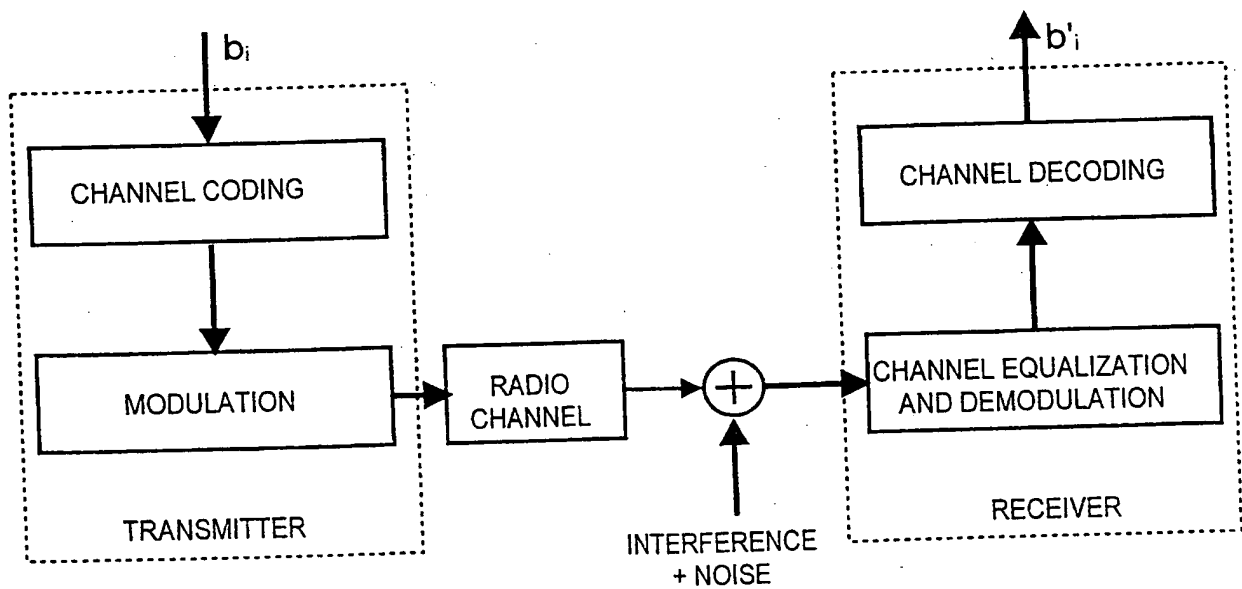 bᵢ
CHANNEL CODING
MODULATION
TRANSMITTER
RADIO
CHANNEL
+
INTERFERENCE
+ NOISE
b'ᵢ
CHANNEL DECODING
CHANNEL EQUALIZATION
AND DEMODULATION
RECEIVER